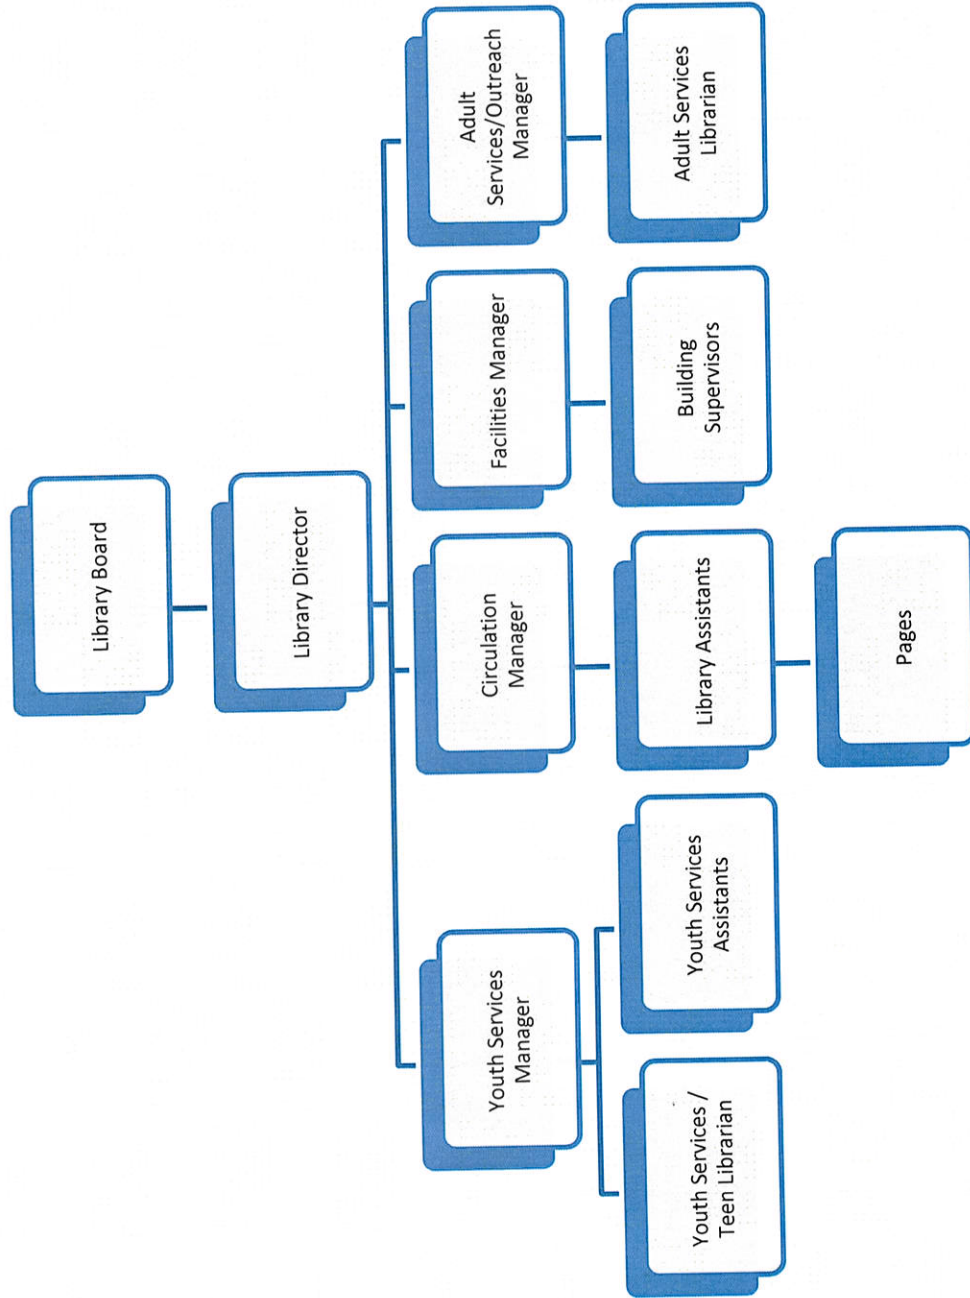 Library Board
Library Director
Youth Services
Manager
Circulation
Manager
Facilities Manager
Adult
Services/Outreach
Manager
Youth Services /
Teen Librarian
Youth Services
Assistants
Library Assistants
Building
Supervisors
Adult Services
Librarian
Pages